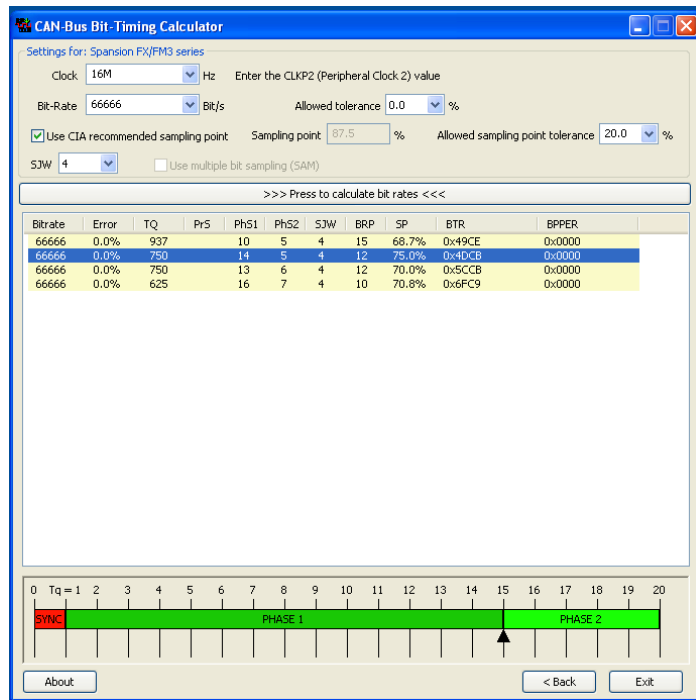 CAN-Bus Bit-Timing Calculator
Settings for: Spansion FX/FM3 series
Clock 16M Hz Enter the CLKP2 (Peripheral Clock 2) value
Bit-Rate 66666 Bit/s Allowed tolerance 0.0 %
Use CIA recommended sampling point Sampling point 87.5 % Allowed sampling point tolerance 20.0 %
SJW 4 Use multiple bit sampling (SAM)
>>> Press to calculate bit rates <<<
Bitrate Error TQ PrS PhS1 PhS2 SJW BRP SP BTR BPPER
66666 0.0% 937 10 5 4 15 68.7% 0x49CE 0x0000
66666 0.0% 750 14 5 4 12 75.0% 0x4DCB 0x0000
66666 0.0% 750 13 6 4 12 70.0% 0x5CCB 0x0000
66666 0.0% 625 16 7 4 10 70.8% 0x6FC9 0x0000
0 Tq = 1 2 3 4 5 6 7 8 9 10 11 12 13 14 15 16 17 18 19 20
SYNC PHASE 1 PHASE 2
About < Back Exit